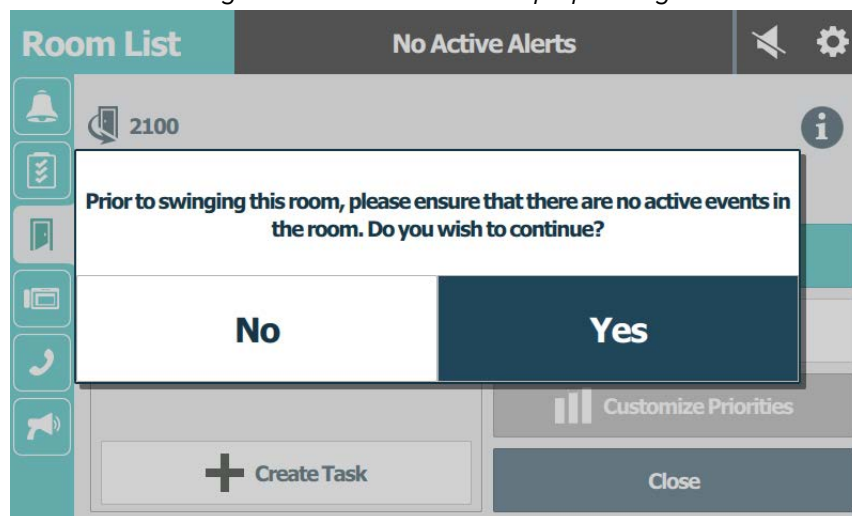 Room List
No Active Alerts
2100
Prior to swinging this room, please ensure that there are no active events in
the room. Do you wish to continue?
No
Yes
Customize Priorities
Create Task
Close